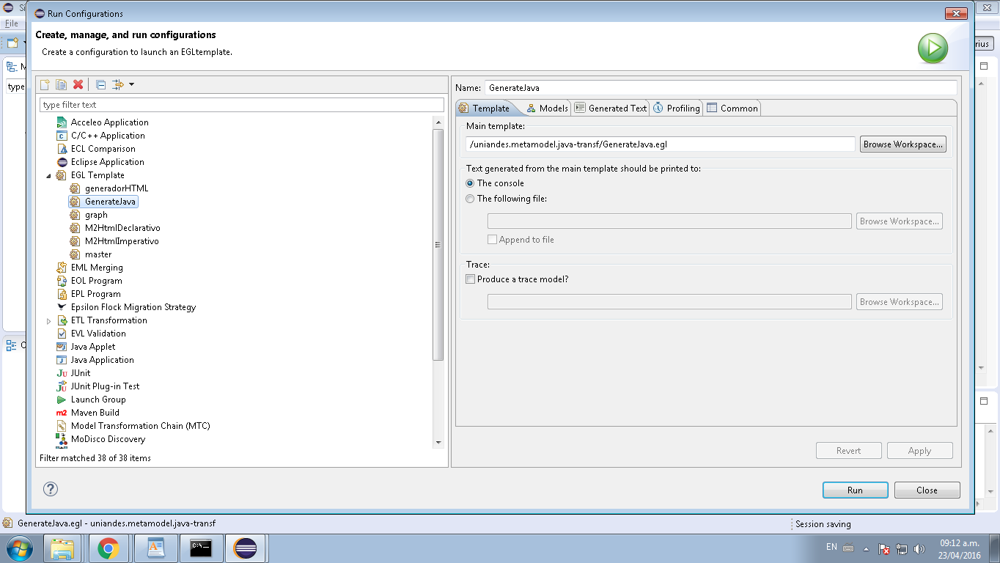 Si
Run Configurations
File
Create, manage, and run configurations
Create a configuration to launch an EGLtemplate.
rius
M
type
type filter text
Acceleo Application
C/C++ Application
ECL Comparison
Eclipse Application
EGL Template
generadorHTML
GenerateJava
graph
M2HtmlDeclarativo
M2HtmlImperativo
master
EML Merging
EOL Program
EPL Program
Epsilon Flock Migration Strategy
ETL Transformation
EVL Validation
Java Applet
Java Application
JUnit
JUnit Plug-in Test
Launch Group
m2 Maven Build
Model Transformation Chain (MTC)
MoDisco Discovery
Filter matched 38 of 38 items
Name: GenerateJava
Template Models Generated Text Profiling Common
Main template:
/uniandes.metamodel.java-transf/GenerateJava.egl Browse Workspace...
Text generated from the main template should be printed to:
The console
The following file:
Browse Workspace...
Append to file
Trace:
Produce a trace model?
Browse Workspace...
Revert Apply
O
? Run Close
GenerateJava.egl - uniandes.metamodel.java-transf Session saving
EN 09:12 a.m.
23/04/2016